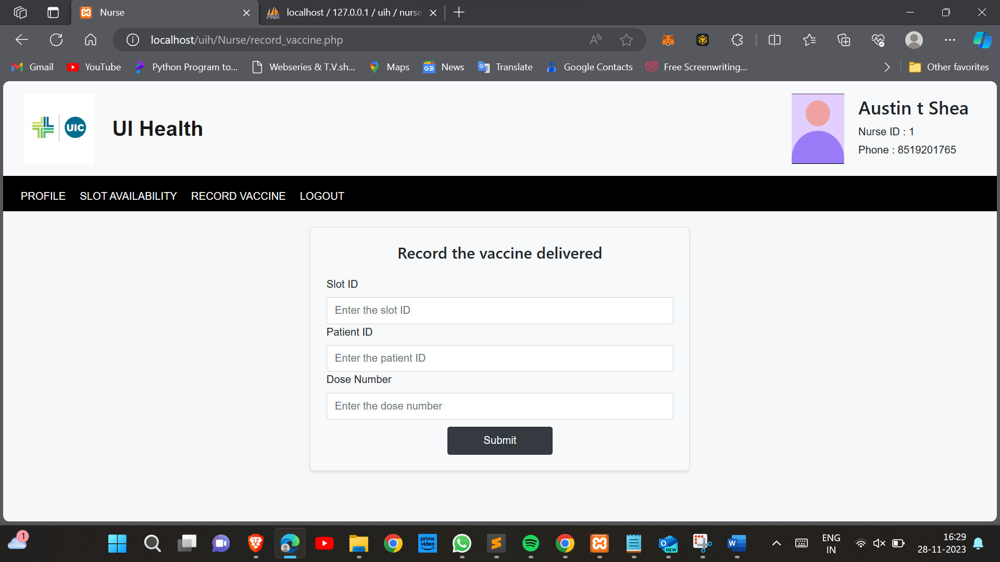 Nurse
localhost / 127.0.0.1 / uih / nurse
localhost/uih/Nurse/record_vaccine.php
Gmail
YouTube
Python Program to...
Webseries & T.V.sh...
Maps
News
Translate
Google Contacts
Free Screenwriting...
Other favorites
UIC
UI Health
Austin t Shea
Nurse ID : 1
Phone : 8519201765
PROFILE SLOT AVAILABILITY RECORD VACCINE LOGOUT
Record the vaccine delivered
Slot ID
Enter the slot ID
Patient ID
Enter the patient ID
Dose Number
Enter the dose number
Submit
1
prime
video
NEW
ENG
IN
16:29
28-11-2023